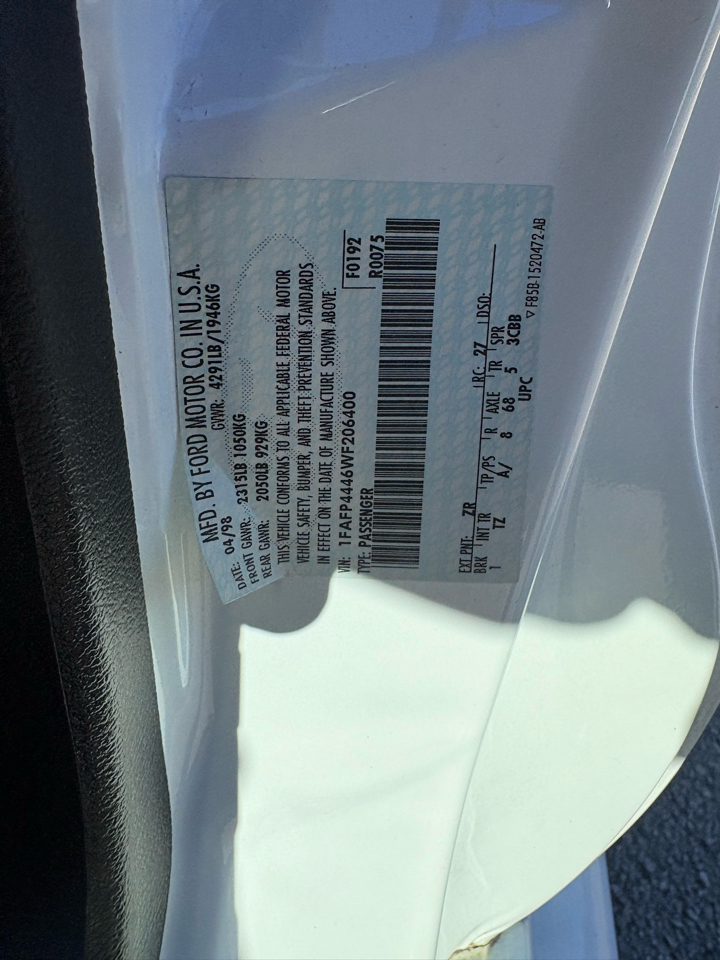 MFD. BY FORD MOTOR CO. IN U.S.A.
DATE: 04/98 GVWR: 4291LB/1946KG
FRONT GAWR: 2315LB 1050KG
REAR GAWR: 2050LB 929KG
THIS VEHICLE CONFORMS TO ALL APPLICABLE FEDERAL MOTOR
VEHICLE SAFETY, BUMPER, AND THEFT PREVENTION STANDARDS
IN EFFECT ON THE DATE OF MANUFACTURE SHOWN ABOVE.
VIN: 1FAFP4446WF206400 F0192
TYPE: PASSENGER R0075
EXT PNT: ZR RC: 27 DSO:
BRK INT TR TP/PS R AXLE TR SPR
1 TZ A/ 8 68 5 3CBB
UPC
▽ F85B-1520472-AB